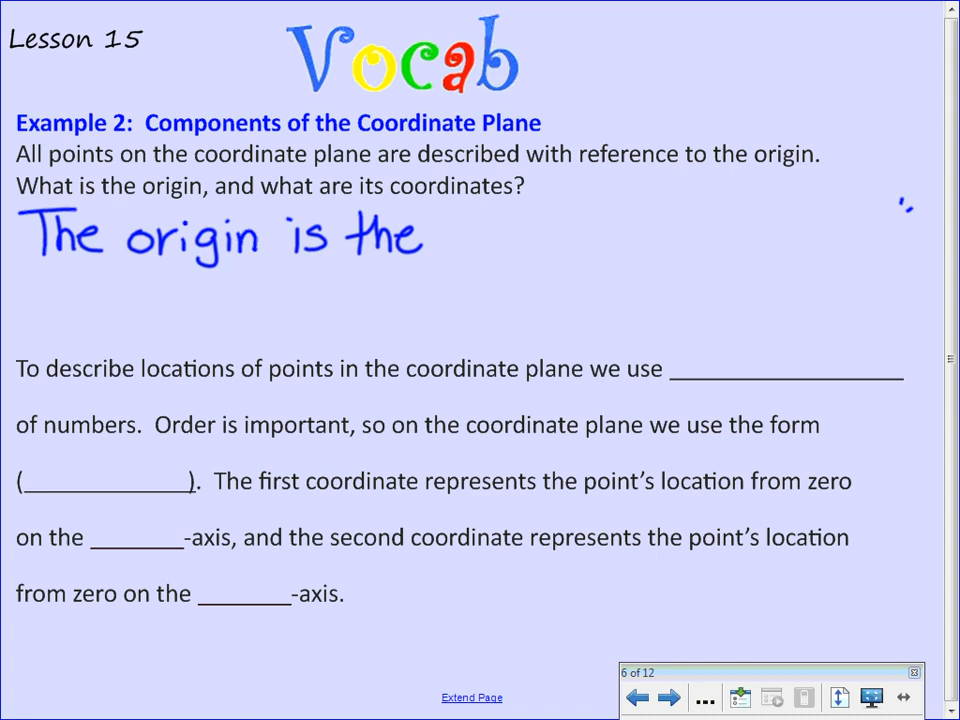 Lesson 15
Vocab
Example 2: Components of the Coordinate Plane
All points on the coordinate plane are described with reference to the origin.
What is the origin, and what are its coordinates?
The origin is the
To describe locations of points in the coordinate plane we use ___________________
of numbers. Order is important, so on the coordinate plane we use the form
(______________). The first coordinate represents the point's location from zero
on the ________-axis, and the second coordinate represents the point's location
from zero on the ________-axis.
6 of 12
Extend Page